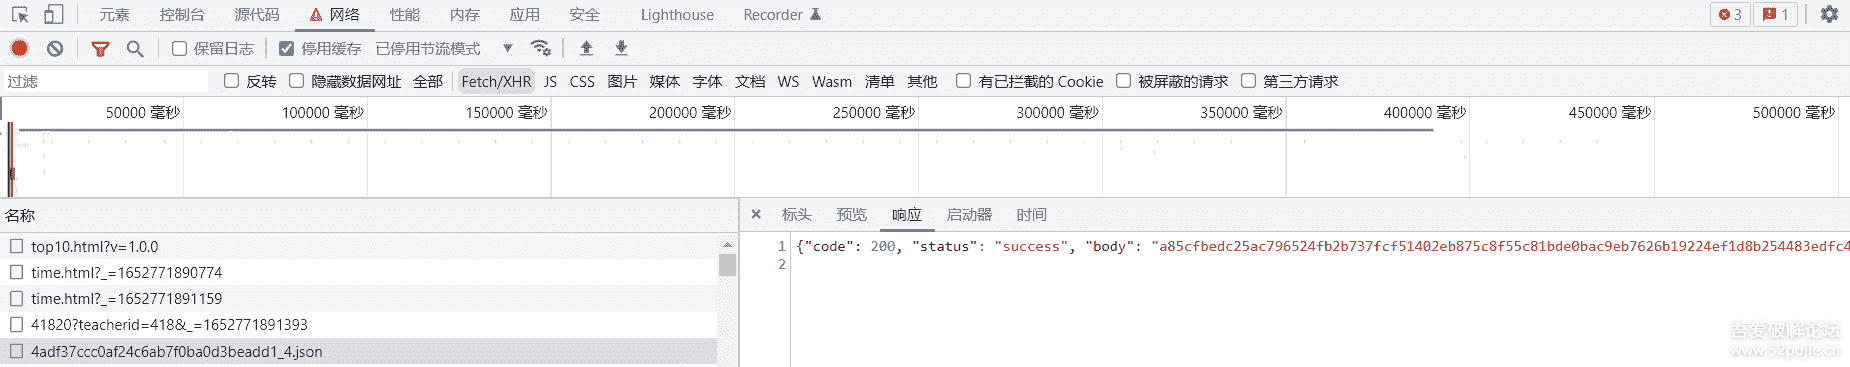 元素 控制台 源代码 网络 性能 内存 应用 安全 Lighthouse Recorder 3 1
保留日志 停用缓存 已停用节流模式
过滤 反转 隐藏数据网址 全部 Fetch/XHR JS CSS 图片 媒体 字体 文档 WS Wasm 清单 其他 有已拦截的 Cookie 被屏蔽的请求 第三方请求
50000 毫秒 100000 毫秒 150000 毫秒 200000 毫秒 250000 毫秒 300000 毫秒 350000 毫秒 400000 毫秒 450000 毫秒 500000 毫秒
名称
top10.html?v=1.0.0
time.html?_=1652771890774
time.html?_=1652771891159
41820?teacherid=418&_=1652771891393
4adf37ccc0af24c6ab7f0ba0d3beadd1_4.json
× 标头 预览 响应 启动器 时间
1 {"code": 200, "status": "success", "body": "a85cfbedc25ac796524fb2b737fcf51402eb875c8f55c81bde0bac9eb7626b19224ef1d8b254483edfc4
2
吾爱破解论坛
www.52pojie.cn